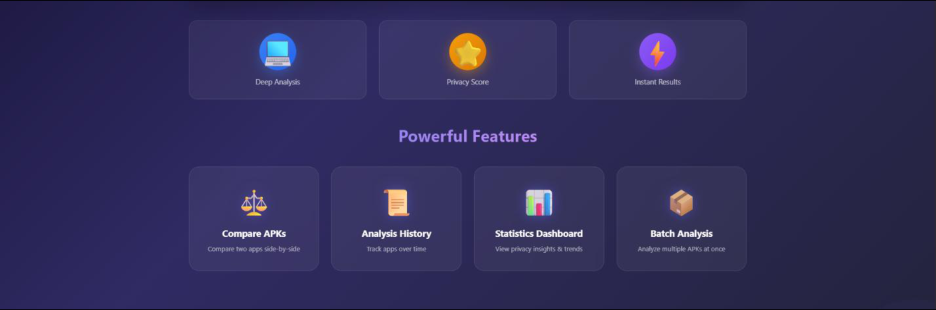 Deep Analysis
Privacy Score
Instant Results
Powerful Features
Compare APKs
Compare two apps side-by-side
Analysis History
Track apps over time
Statistics Dashboard
View privacy insights & trends
Batch Analysis
Analyze multiple APKs at once